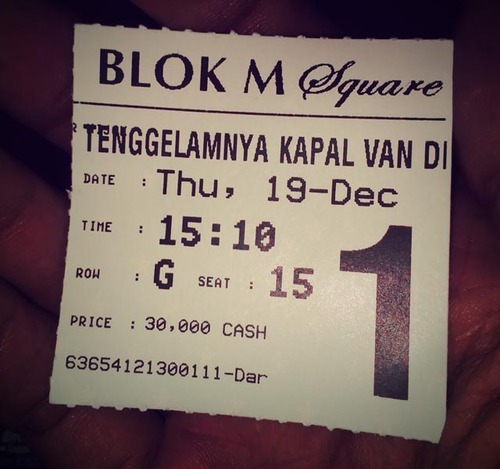 BLOK M Square
TENGGELAMNYA KAPAL VAN DI
DATE : Thu, 19-Dec
TIME : 15:10
ROW : G SEAT : 15
1
PRICE : 30,000 CASH
63654121300111-Dar